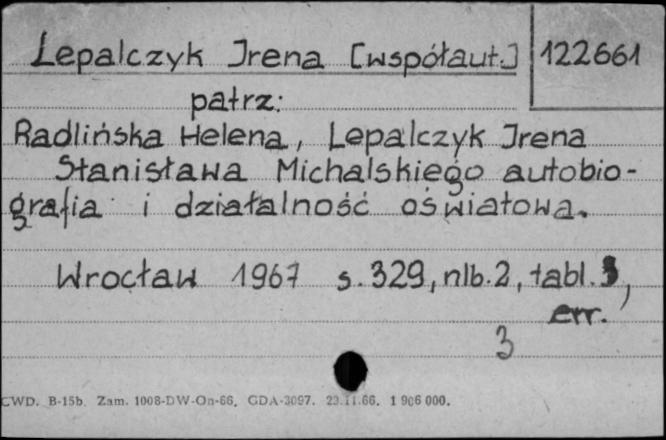 Lepalczyk Irena [współaut.] 122661
patrz:
Radlińska Helena, Lepalczyk Irena
Stanisława Michalskiego autobio-
grafia i działalność oświatowa.
Wrocław 1967 s. 329, nlb. 2, tabl. 3,
err.
3
CWD. B-15b. Zam. 1008-DW-On-66. GDA-3097. 29.11.66. 1 906 000.